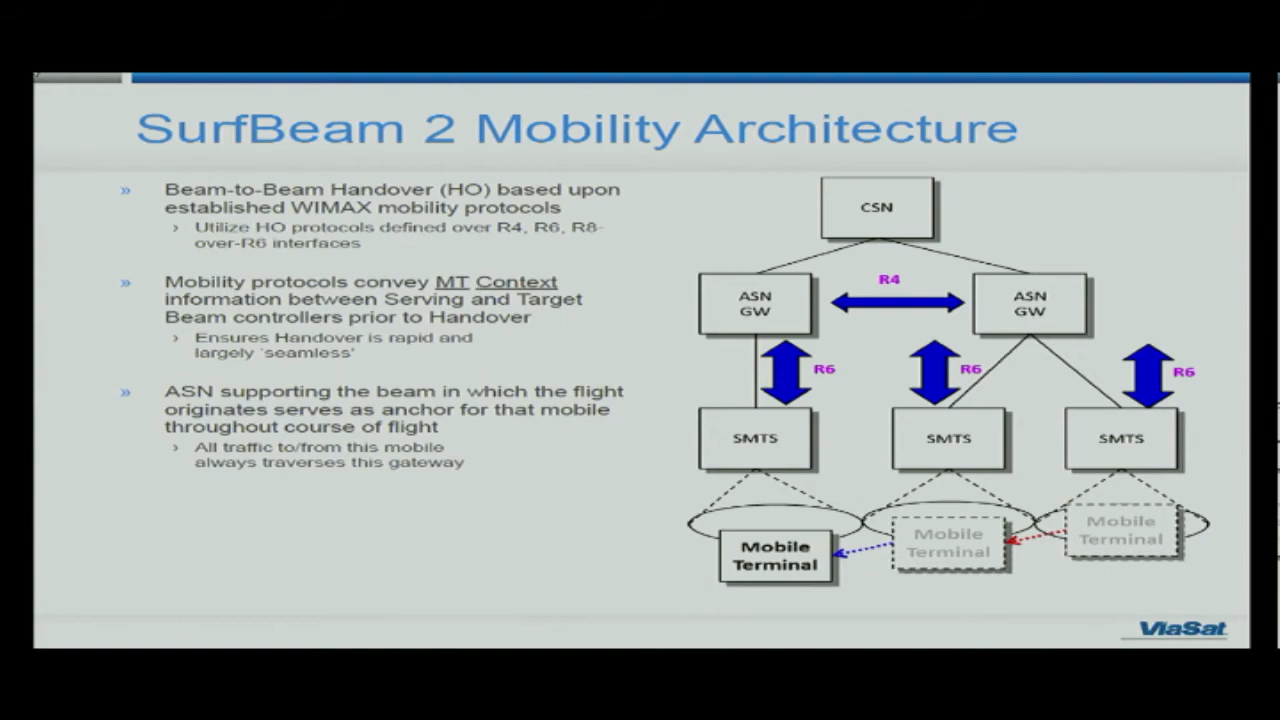 SurfBeam 2 Mobility Architecture
» Beam-to-Beam Handover (HO) based upon
established WIMAX mobility protocols
› Utilize HO protocols defined over R4, R6, R8-
over-R6 interfaces
» Mobility protocols convey MT Context
information between Serving and Target
Beam controllers prior to Handover
› Ensures Handover is rapid and
largely 'seamless'
» ASN supporting the beam in which the flight
originates serves as anchor for that mobile
throughout course of flight
› All traffic to/from this mobile
always traverses this gateway
CSN
ASN
GW
R4
ASN
GW
R6
R6
R6
SMTS
SMTS
SMTS
Mobile
Terminal
Mobile
Terminal
Mobile
Terminal
ViaSat